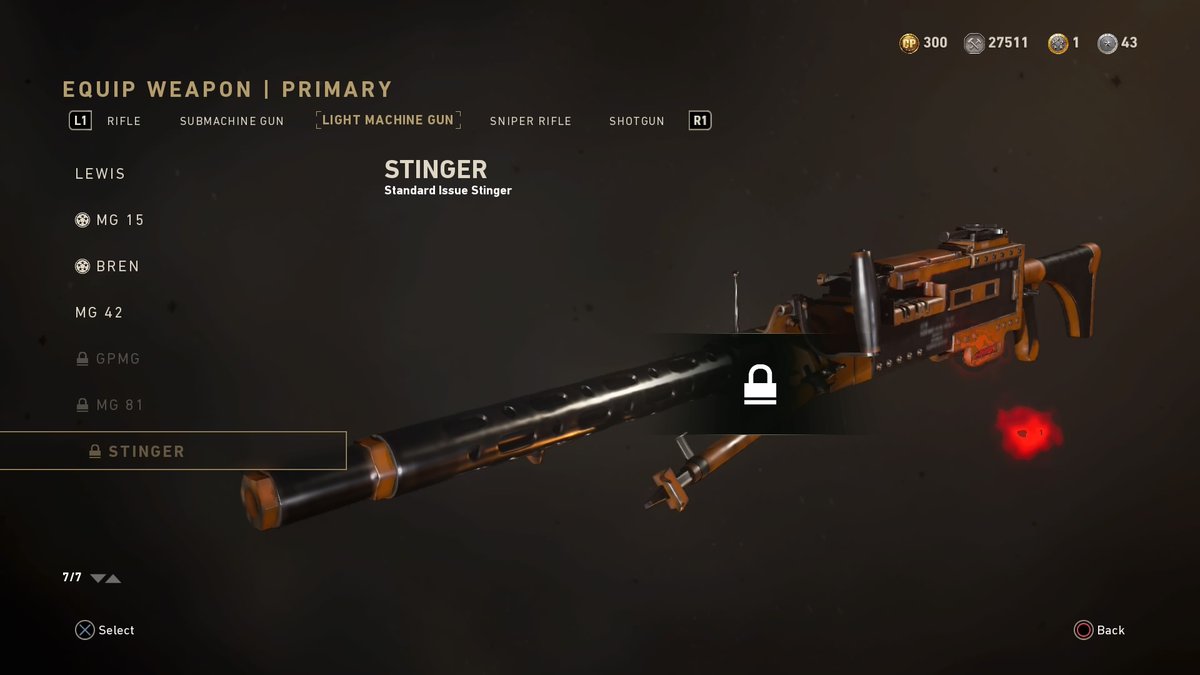 CP 300 27511 1 43
EQUIP WEAPON | PRIMARY
L1 RIFLE SUBMACHINE GUN LIGHT MACHINE GUN SNIPER RIFLE SHOTGUN R1
LEWIS
STINGER
Standard Issue Stinger
MG 15
BREN
MG 42
GPMG
MG 81
STINGER
7/7
Select
Back